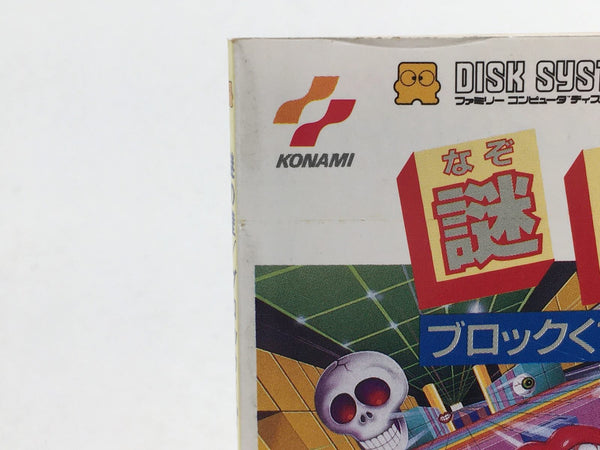 DISK SYST
ファミリー コンピュータ ディス
KONAMI
なぞ
謎
ブロックく